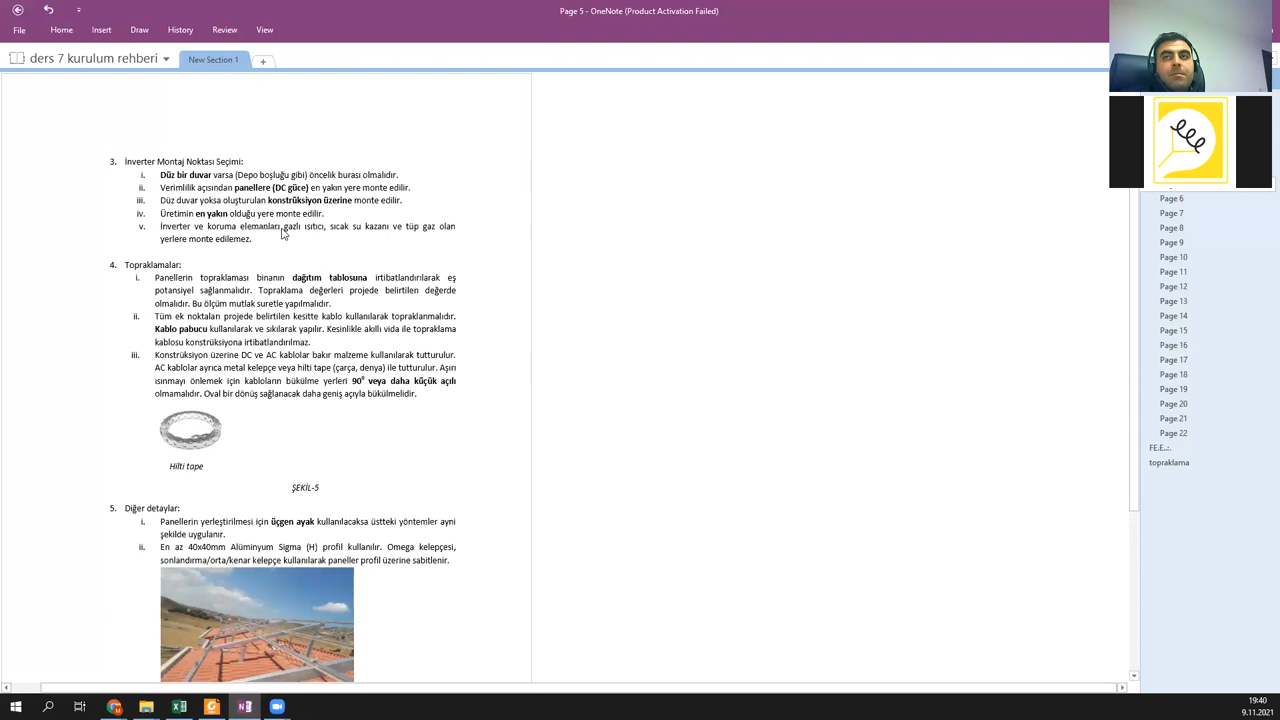 Page 5 - OneNote (Product Activation Failed)
File
Home
Insert
Draw
History
Review
View
ders 7 kurulum rehberi
New Section 1
3. İnverter Montaj Noktası Seçimi:
i. Düz bir duvar varsa (Depo boşluğu gibi) öncelik burası olmalıdır.
ii. Verimlilik açısından panellere (DC güce) en yakın yere monte edilir.
iii. Düz duvar yoksa oluşturulan konstrüksiyon üzerine monte edilir.
iv. Üretimin en yakın olduğu yere monte edilir.
v. İnverter ve koruma elemanları gazlı ısıtıcı, sıcak su kazanı ve tüp gaz olan
yerlere monte edilemez.
4. Topraklamalar:
i. Panellerin topraklaması binanın dağıtım tablosuna irtibatlandırılarak eş
potansiyel sağlanmalıdır. Topraklama değerleri projede belirtilen değerde
olmalıdır. Bu ölçüm mutlak suretle yapılmalıdır.
ii. Tüm ek noktaları projede belirtilen kesitte kablo kullanılarak topraklanmalıdır.
Kablo pabucu kullanılarak ve sıkılarak yapılır. Kesinlikle akıllı vida ile topraklama
kablosu konstrüksiyona irtibatlandırılmaz.
iii. Konstrüksiyon üzerine DC ve AC kablolar bakır malzeme kullanılarak tutturulur.
AC kablolar ayrıca metal kelepçe veya hilti tape (çarça, denya) ile tutturulur. Aşırı
ısınmayı önlemek için kabloların bükülme yerleri 90⁰ veya daha küçük açılı
olmamalıdır. Oval bir dönüş sağlanacak daha geniş açıyla bükülmelidir.
Hilti tape
ŞEKİL-5
5. Diğer detaylar:
i. Panellerin yerleştirilmesi için üçgen ayak kullanılacaksa üstteki yöntemler ayni
şekilde uygulanır.
ii. En az 40x40mm Alüminyum Sigma (H) profil kullanılır. Omega kelepçesi,
sonlandırma/orta/kenar kelepçe kullanılarak paneller profil üzerine sabitlenir.
Page 6
Page 7
Page 8
Page 9
Page 10
Page 11
Page 12
Page 13
Page 14
Page 15
Page 16
Page 17
Page 18
Page 19
Page 20
Page 21
Page 22
FE.E..:.
topraklama
19:40
9.11.2021